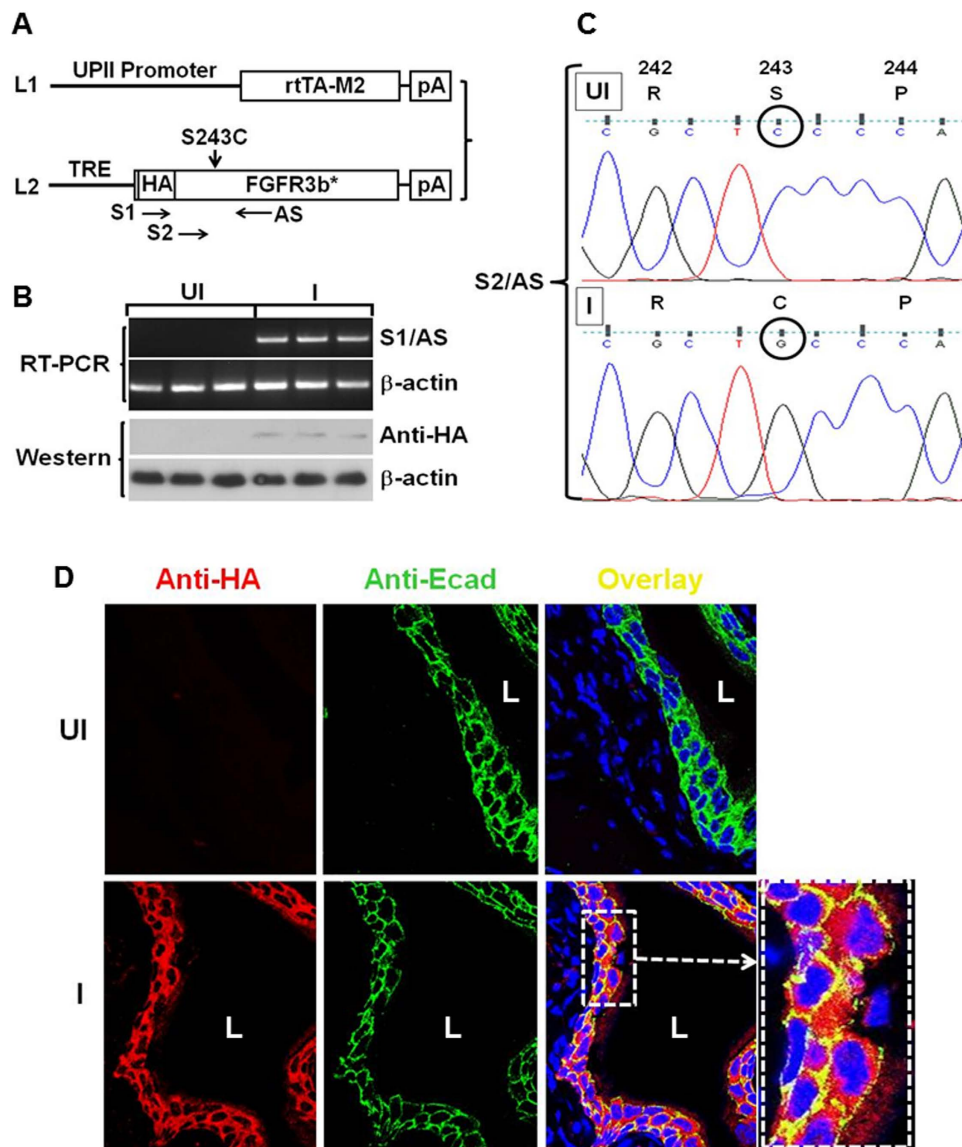 A
L1 UPII Promoter rtTA-M2 pA
S243C
L2 TRE HA FGFR3b* pA
S1 AS
S2
B
UI I
RT-PCR
S1/AS
β-actin
Western
Anti-HA
β-actin
C
S2/AS
UI
242 243 244
R S P
C G C T C C C C A
I
R C P
C G C T G C C C A
D
Anti-HA Anti-Ecad Overlay
UI
L L
I
L L L